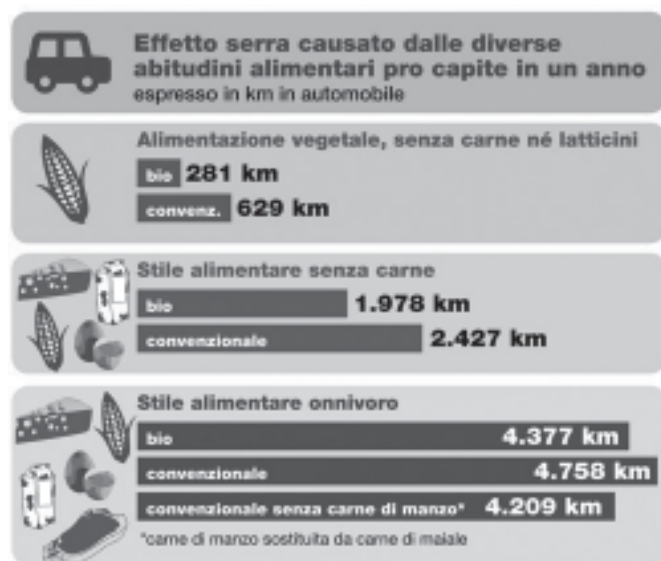 Effetto serra causato dalle diverse
abitudini alimentari pro capite in un anno
espresso in km in automobile
Alimentazione vegetale, senza carne né latticini
bio 281 km
convenz. 629 km
Stile alimentare senza carne
bio 1.978 km
convenzionale 2.427 km
Stile alimentare onnivoro
bio 4.377 km
convenzionale 4.758 km
convenzionale senza carne di manzo* 4.209 km
*carne di manzo sostituita da carne di maiale